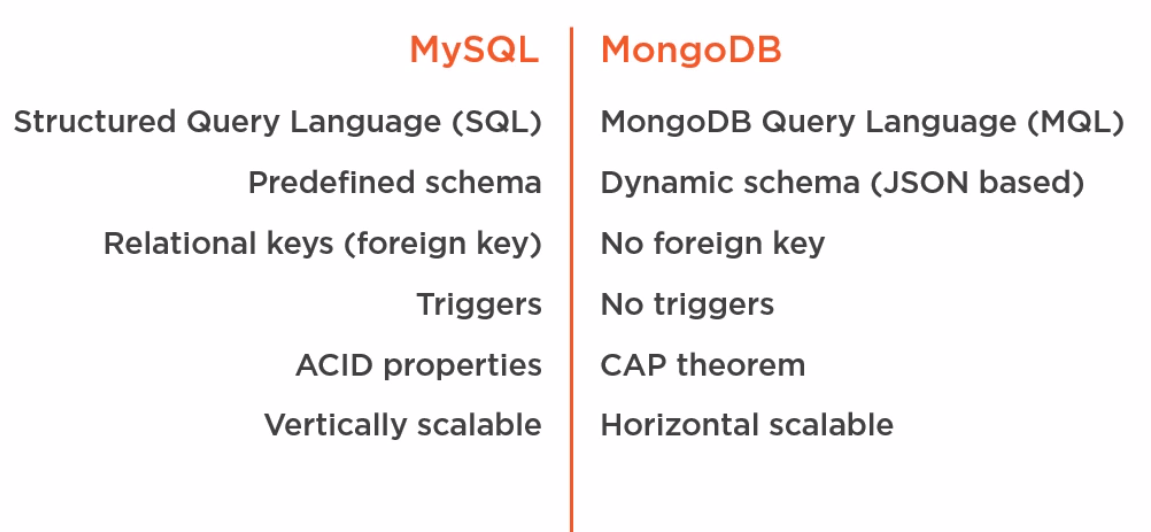 MySQL MongoDB
Structured Query Language (SQL) MongoDB Query Language (MQL)
Predefined schema Dynamic schema (JSON based)
Relational keys (foreign key) No foreign key
Triggers No triggers
ACID properties CAP theorem
Vertically scalable Horizontal scalable